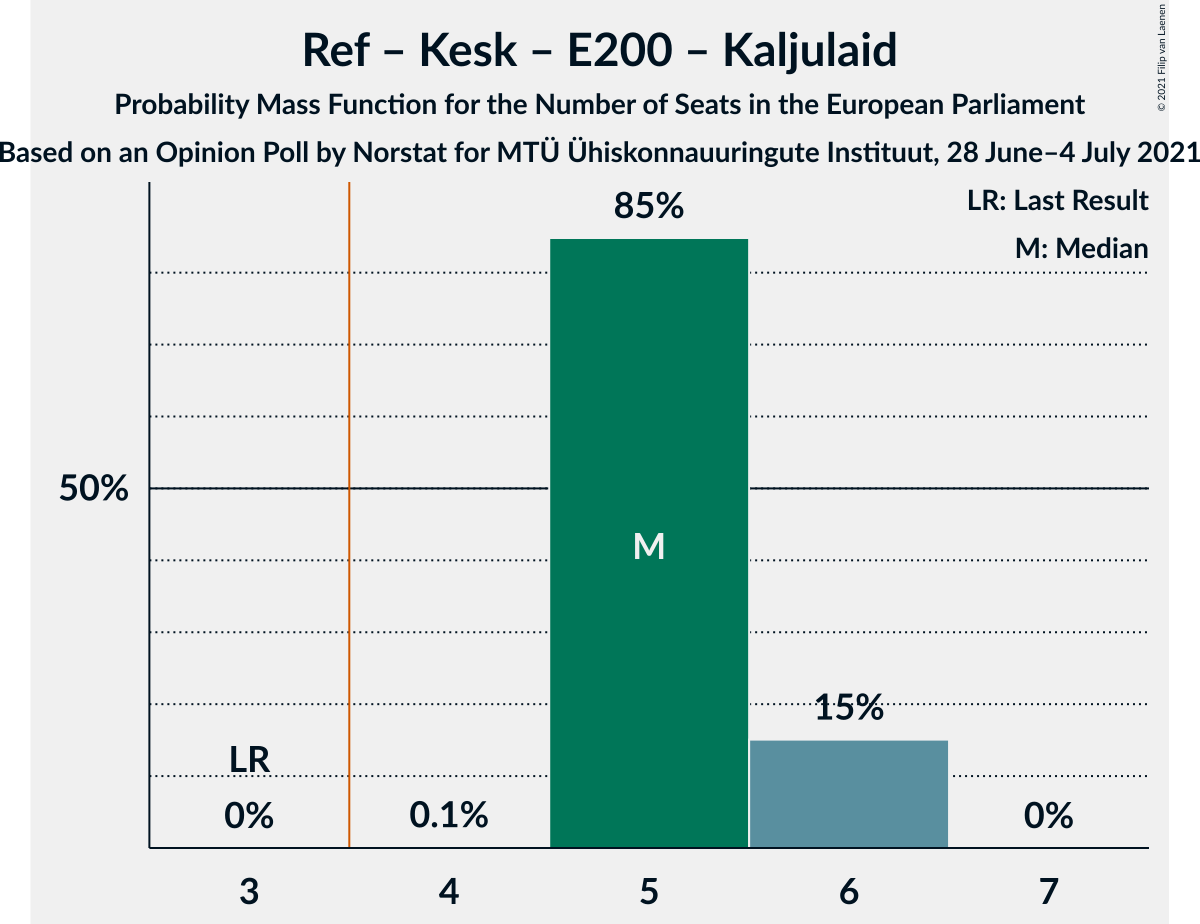 Ref – Kesk – E200 – Kaljulaid
Probability Mass Function for the Number of Seats in the European Parliament
Based on an Opinion Poll by Norstat for MTÜ Ühiskonnauuringute Instituut, 28 June–4 July 2021
© 2021 Filip van Laenen
LR: Last Result
M: Median
85%
50%
M
15%
LR
0%
0.1%
0%
3
4
5
6
7